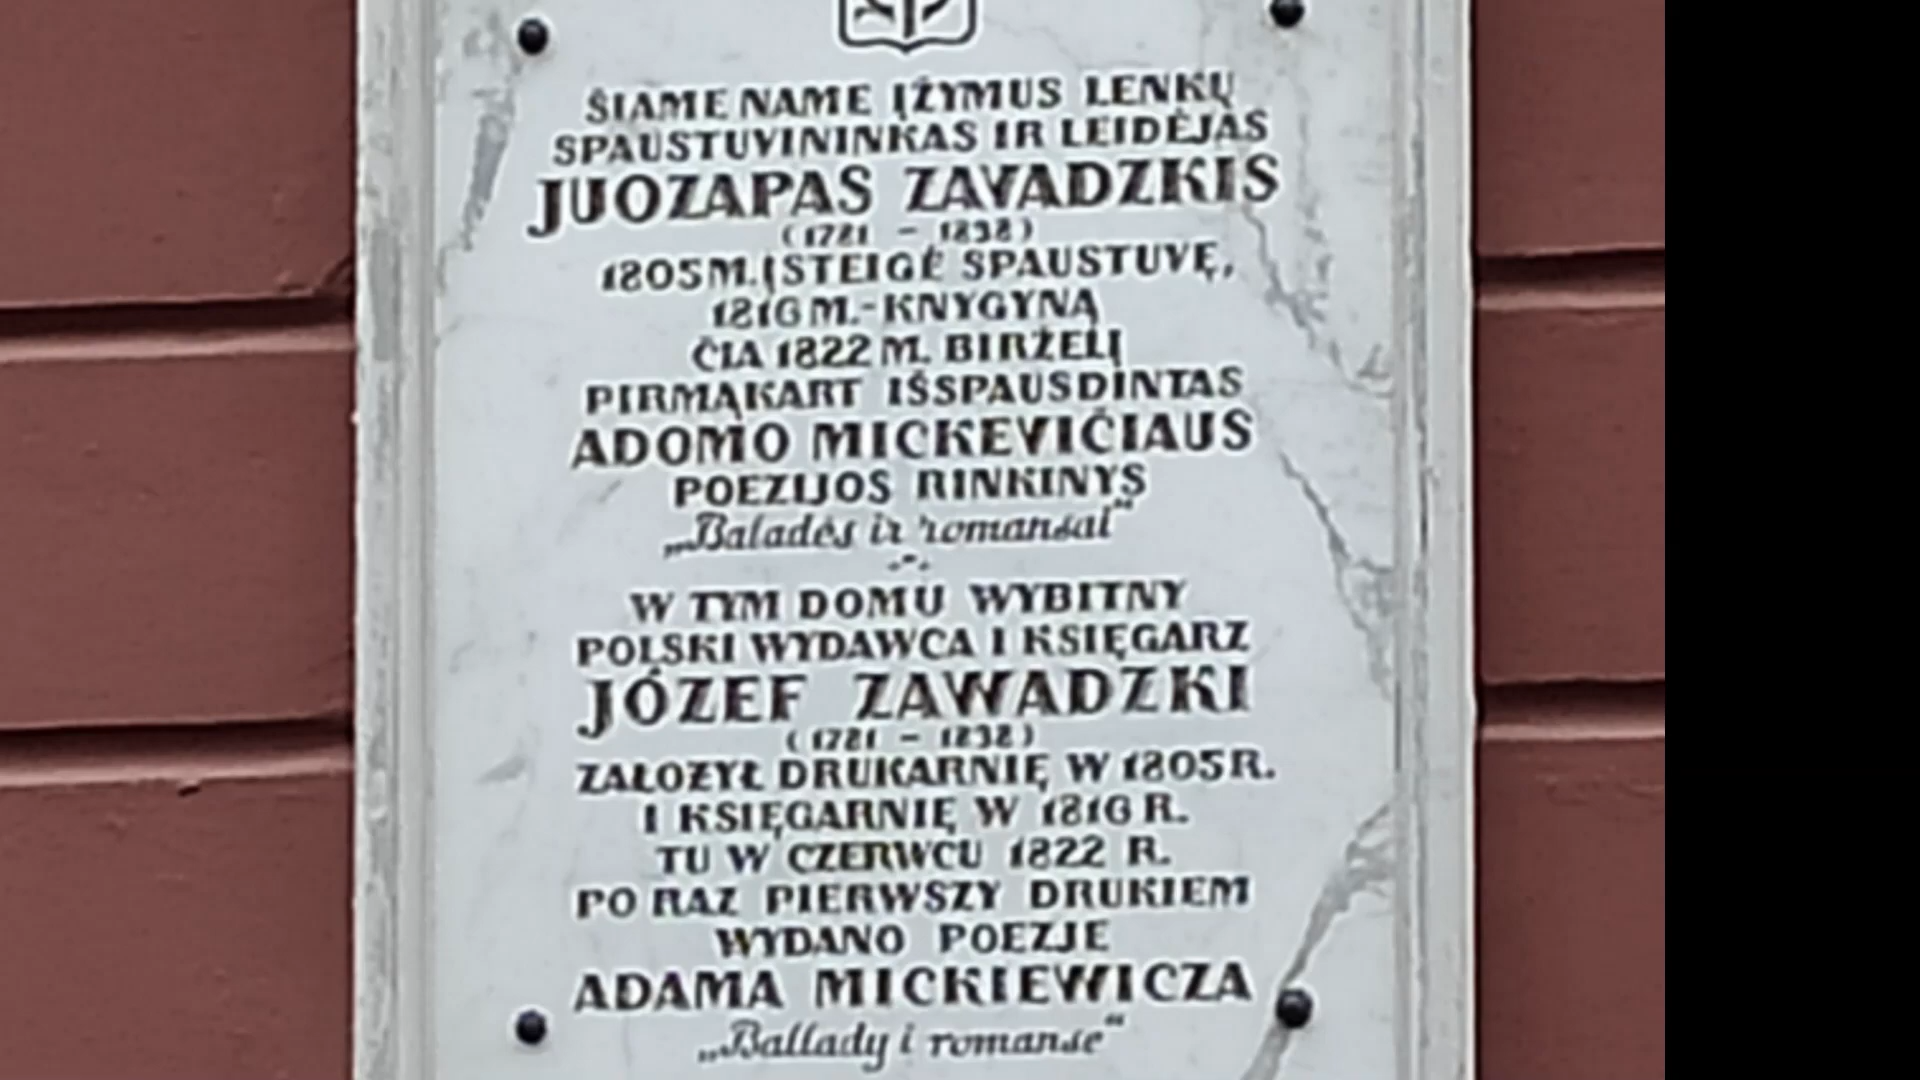 ŠIAME NAME ĮŽYMUS LENKŲ
SPAUSTUVININKAS IR LEIDĖJAS
JUOZAPAS ZAVADZKIS
(1781 – 1838)
1805 M. ĮSTEIGĖ SPAUSTUVĘ,
1816 M.-KNYGYNĄ
ČIA 1822 M. BIRŽELĮ
PIRMĄKART IŠSPAUSDINTAS
ADOMO MICKEVIČIAUS
POEZIJOS RINKINYS
„Baladės ir romansai“
W TYM DOMU WYBITNY
POLSKI WYDAWCA I KSIĘGARZ
JÓZEF ZAWADZKI
(1781 – 1838)
ZAŁOŻYŁ DRUKARNIĘ W 1805 R.
I KSIĘGARNIĘ W 1816 R.
TU W CZERWCU 1822 R.
PO RAZ PIERWSZY DRUKIEM
WYDANO POEZJE
ADAMA MICKIEWICZA
„Ballady i romanse“